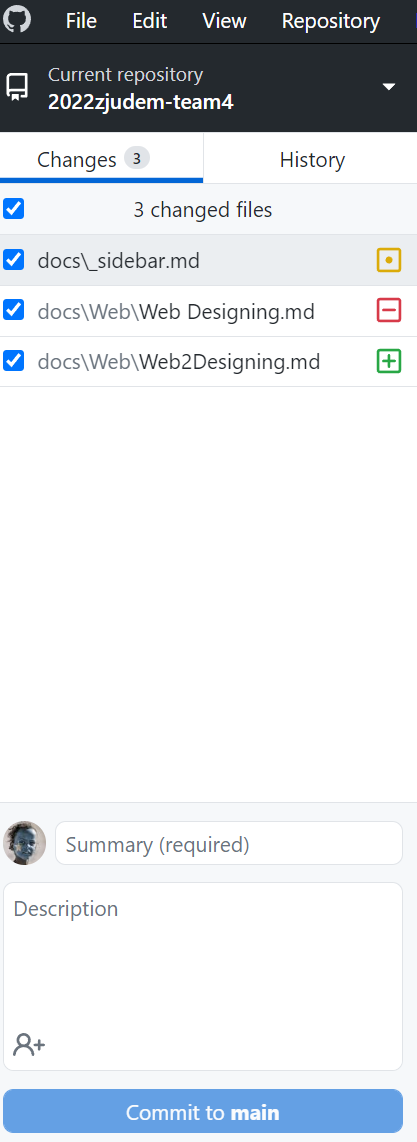 File Edit View Repository
Current repository
2022zjudem-team4
Changes 3 History
3 changed files
docs\_sidebar.md
docs\Web\Web Designing.md
docs\Web\Web2Designing.md
Summary (required)
Description
Commit to main